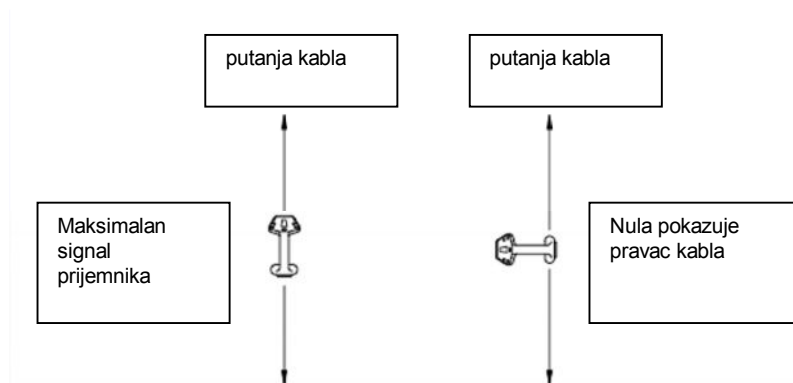 putanja kabla
putanja kabla
Maksimalan
signal
prijemnika
Nula pokazuje
pravac kabla